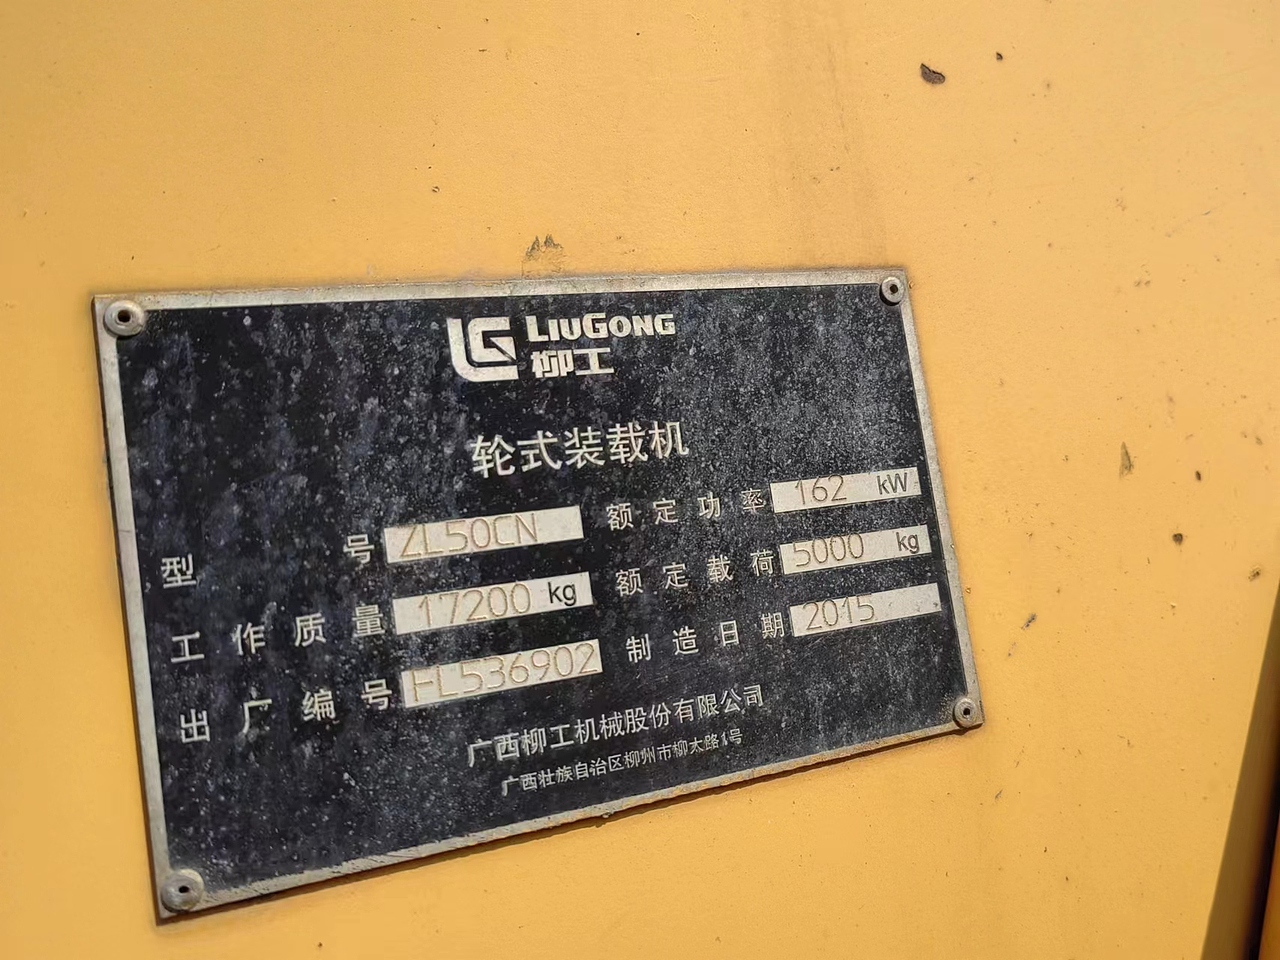 LIUGONG
柳工
轮式装载机
型号 ZL50CN 额定功率 162 kW
工作质量 17200 kg 额定载荷 5000 kg
出厂编号 FL536902 制造日期 2015
广西柳工机械股份有限公司
广西壮族自治区柳州市柳太路1号